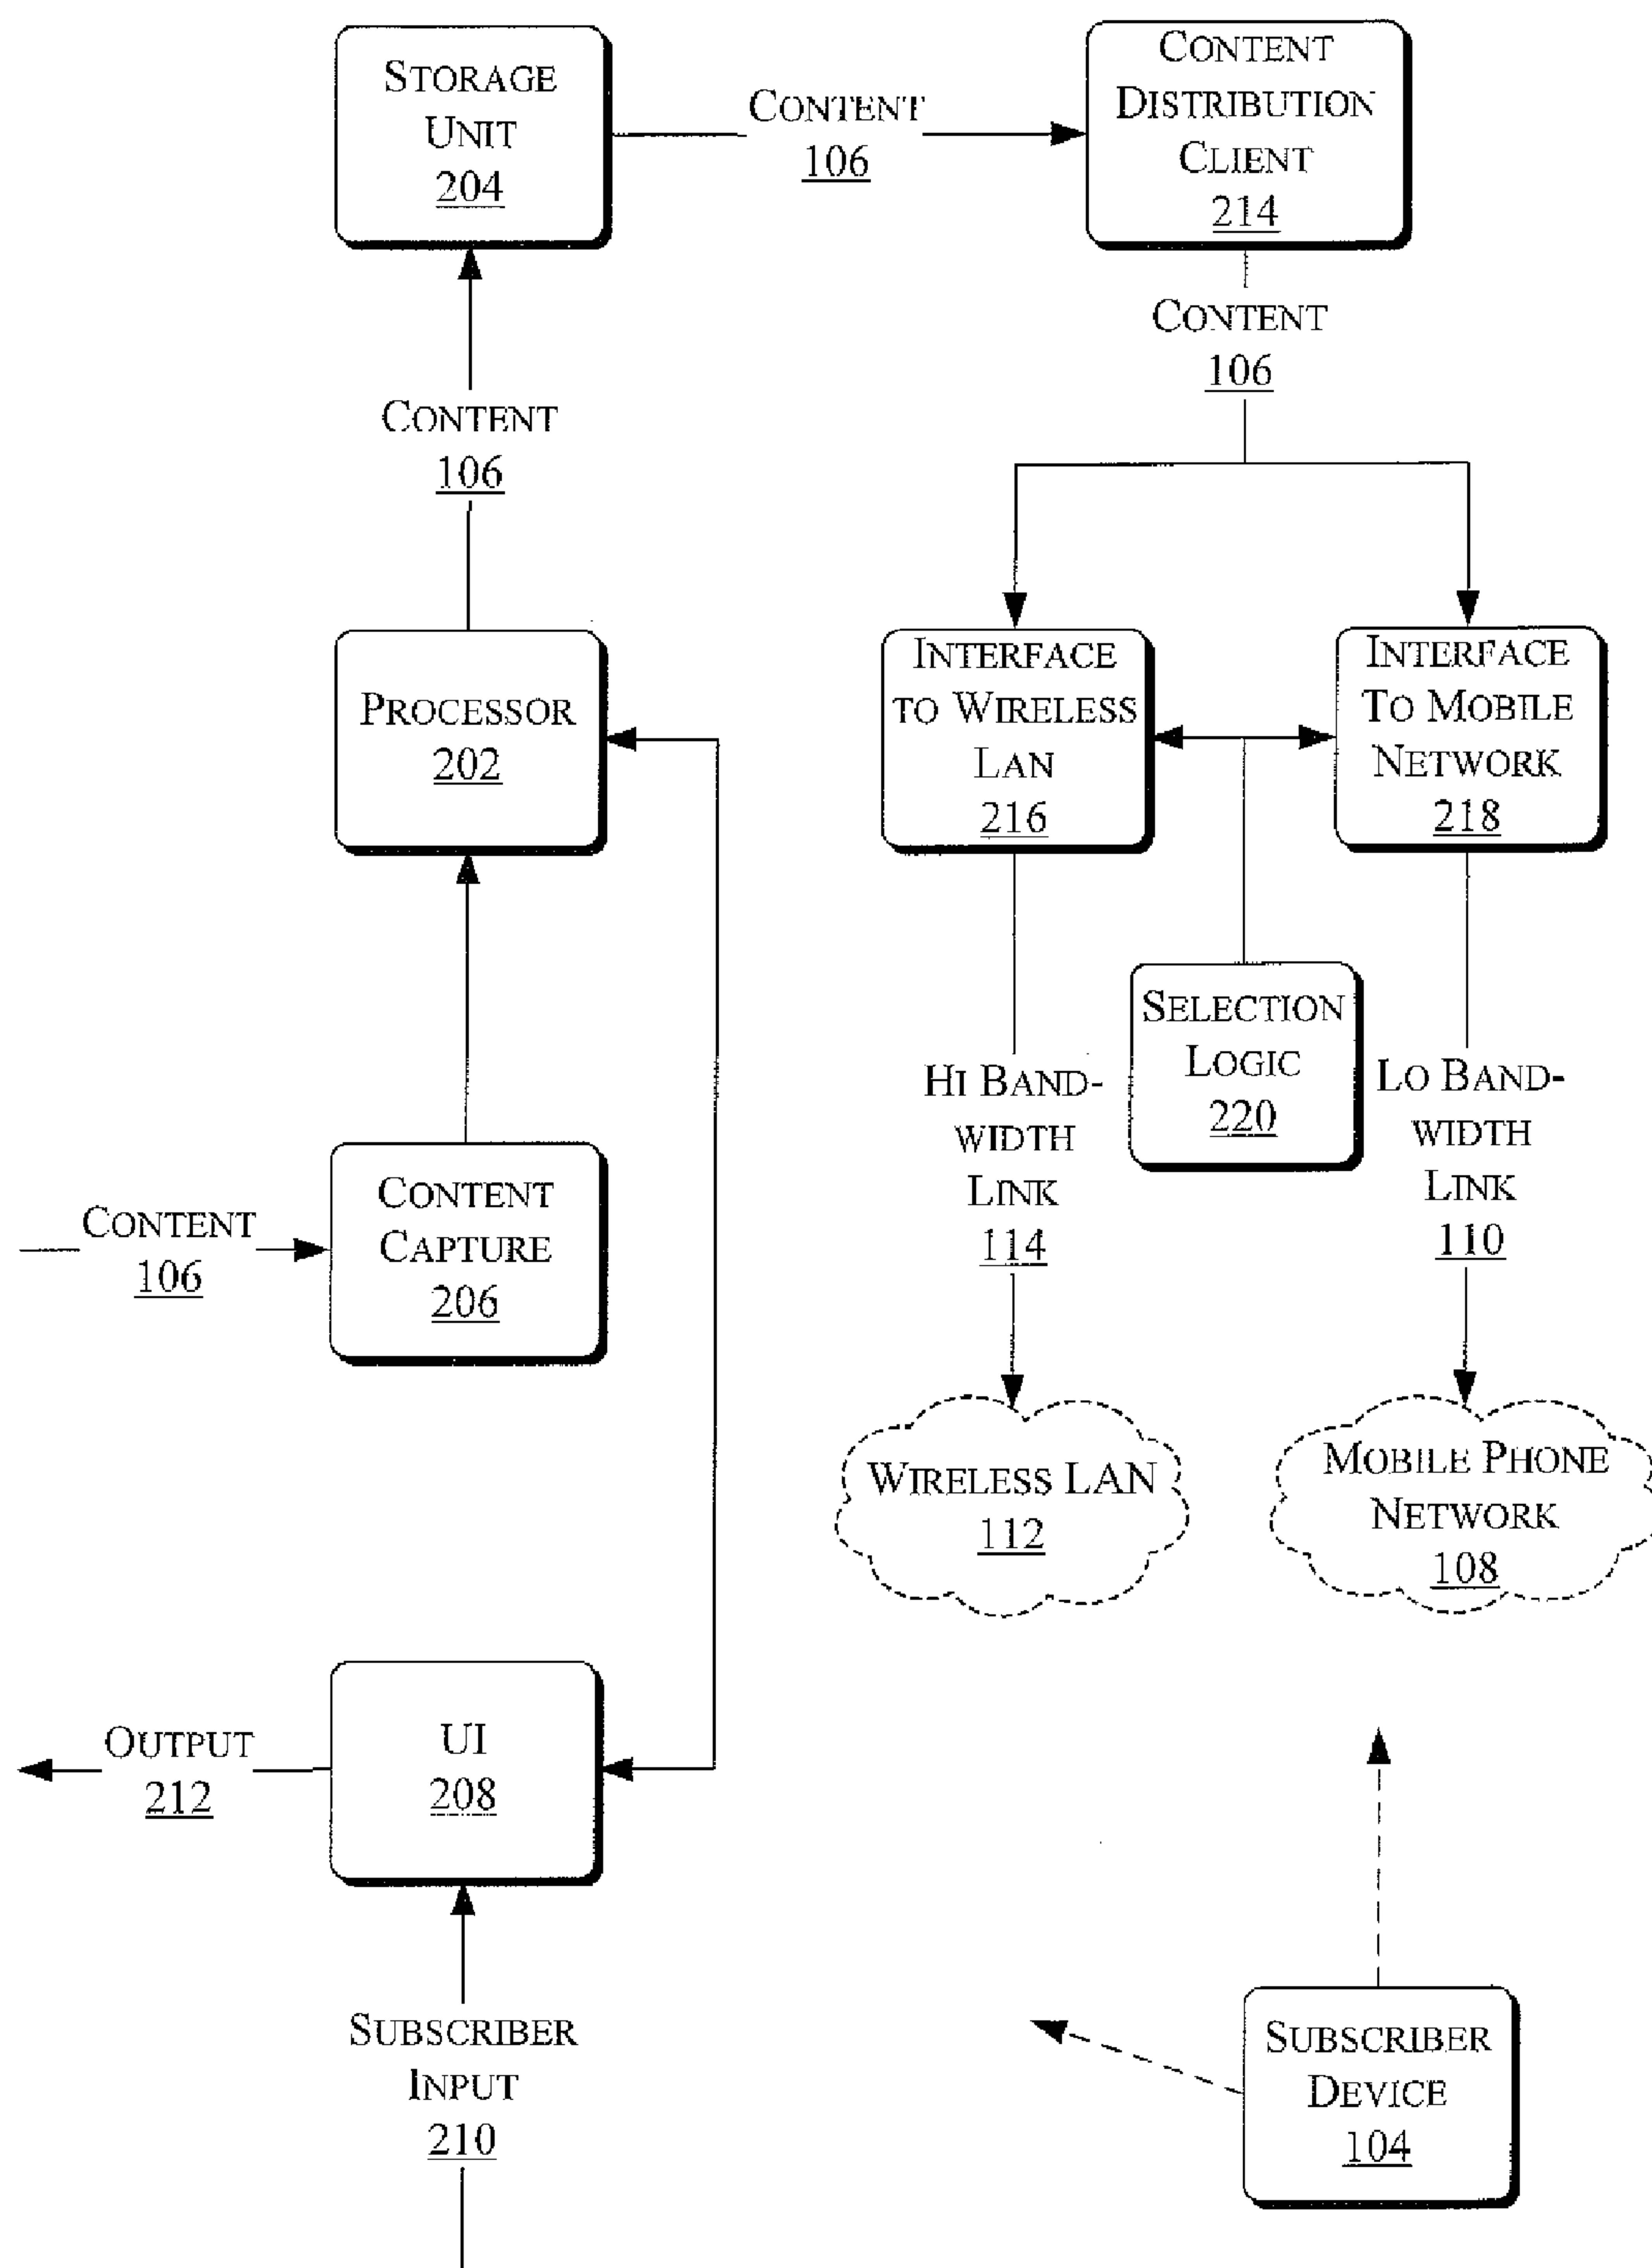 STORAGE
UNIT
204
CONTENT
106
CONTENT
DISTRIBUTION
CLIENT
214
CONTENT
106
CONTENT
106
PROCESSOR
202
INTERFACE
TO WIRELESS
LAN
216
INTERFACE
TO MOBILE
NETWORK
218
SELECTION
LOGIC
220
HI BAND-
WIDTH
LINK
114
LO BAND-
WIDTH
LINK
110
CONTENT
106
CONTENT
CAPTURE
206
WIRELESS LAN
112
MOBILE PHONE
NETWORK
108
OUTPUT
212
UI
208
SUBSCRIBER
INPUT
210
SUBSCRIBER
DEVICE
104